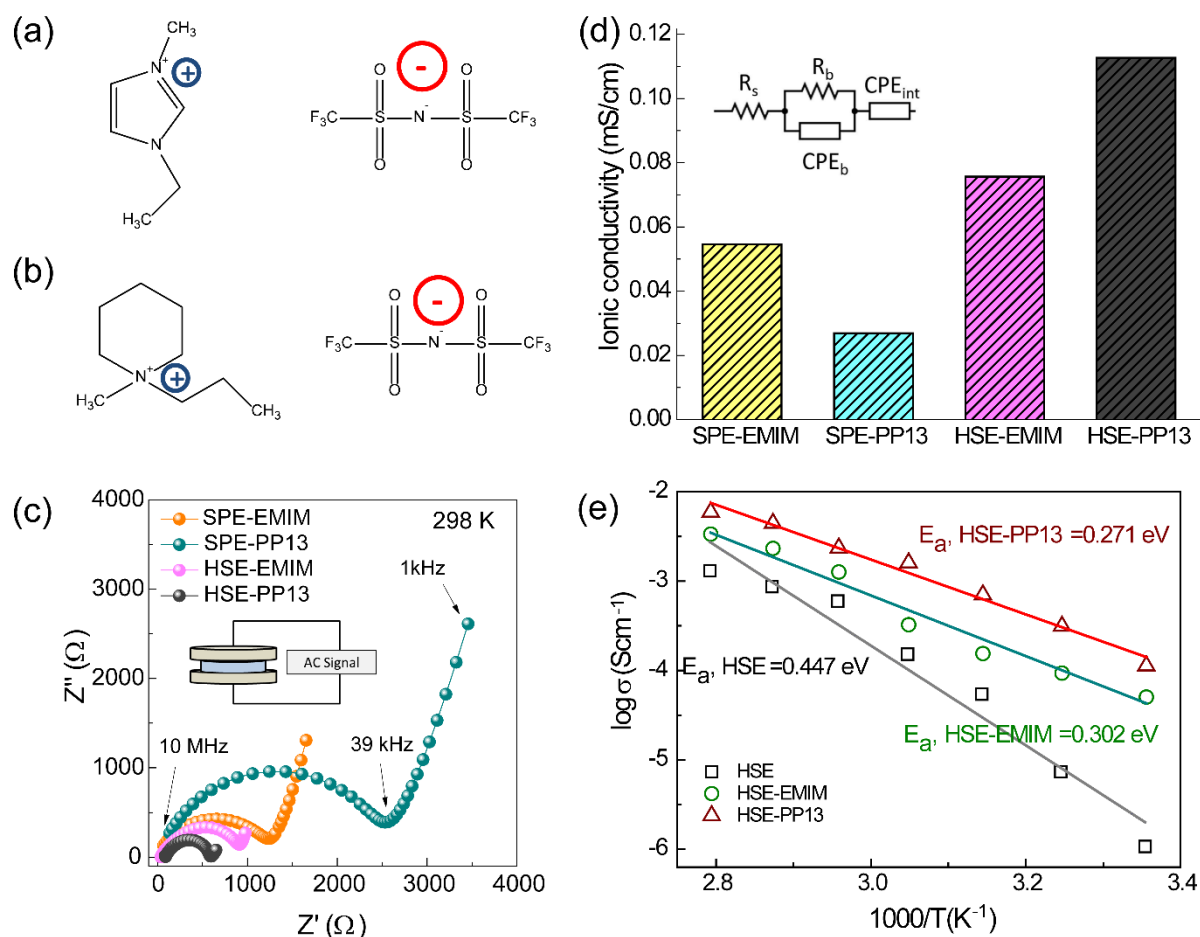 (a)
CH3
N+
+
N
H3C
-
O O
F3C S N- S CF3
O O
(b)
N+
+
H3C
CH3
-
O O
F3C S N- S CF3
O O
(c)
4000
3000
2000
1000
0
Z'' (Ω)
SPE-EMIM
SPE-PP13
HSE-EMIM
HSE-PP13
298 K
1kHz
AC Signal
10 MHz
39 kHz
0 1000 2000 3000 4000
Z' (Ω)
(d)
0.12
0.10
0.08
0.06
0.04
0.02
0.00
Ionic conductivity (mS/cm)
Rs
Rb
CPEint
CPEb
SPE-EMIM SPE-PP13 HSE-EMIM HSE-PP13
(e)
-2
-3
-4
-5
-6
log σ (Scm-1)
Ea, HSE-PP13 =0.271 eV
Ea, HSE=0.447 eV
Ea, HSE-EMIM =0.302 eV
HSE
HSE-EMIM
HSE-PP13
2.8 3.0 3.2 3.4
1000/T(K-1)